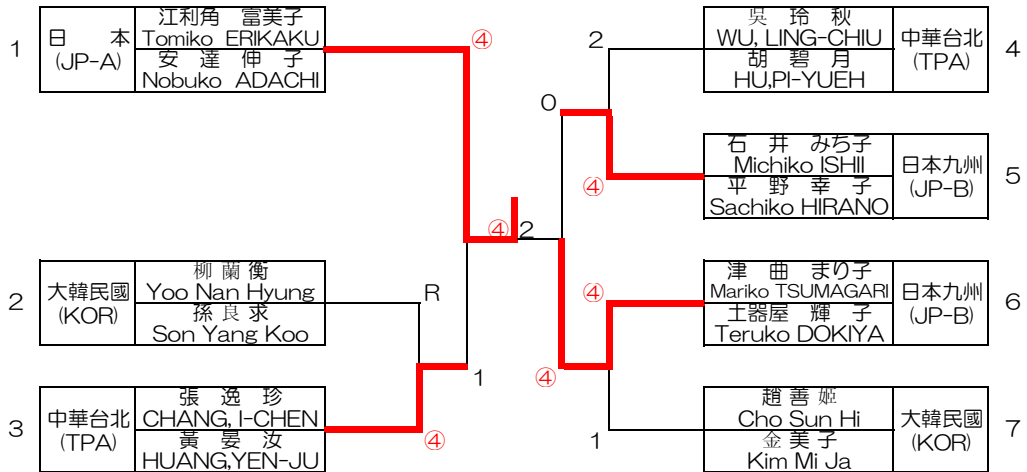 1
日 本
(JP-A)
江利角 富美子
Tomiko ERIKAKU
安 達 伸 子
Nobuko ADACHI
④
2
大韓民國
(KOR)
柳 蘭 衡
Yoo Nan Hyung
孫 良 求
Son Yang Koo
R
3
中華台北
(TPA)
張 逸 珍
CHANG, I-CHEN
黃 晏 汝
HUANG,YEN-JU
④
1
④
2
0
④
2
吳 玲 秋
WU, LING-CHIU
胡 碧 月
HU,PI-YUEH
中華台北
(TPA)
4
④
石 井 みち子
Michiko ISHII
平 野 幸 子
Sachiko HIRANO
日本九州
(JP-B)
5
④
津 曲 まり子
Mariko TSUMAGARI
土器屋 輝 子
Teruko DOKIYA
日本九州
(JP-B)
6
1
趙 善 姬
Cho Sun Hi
金 美 子
Kim Mi Ja
大韓民國
(KOR)
7